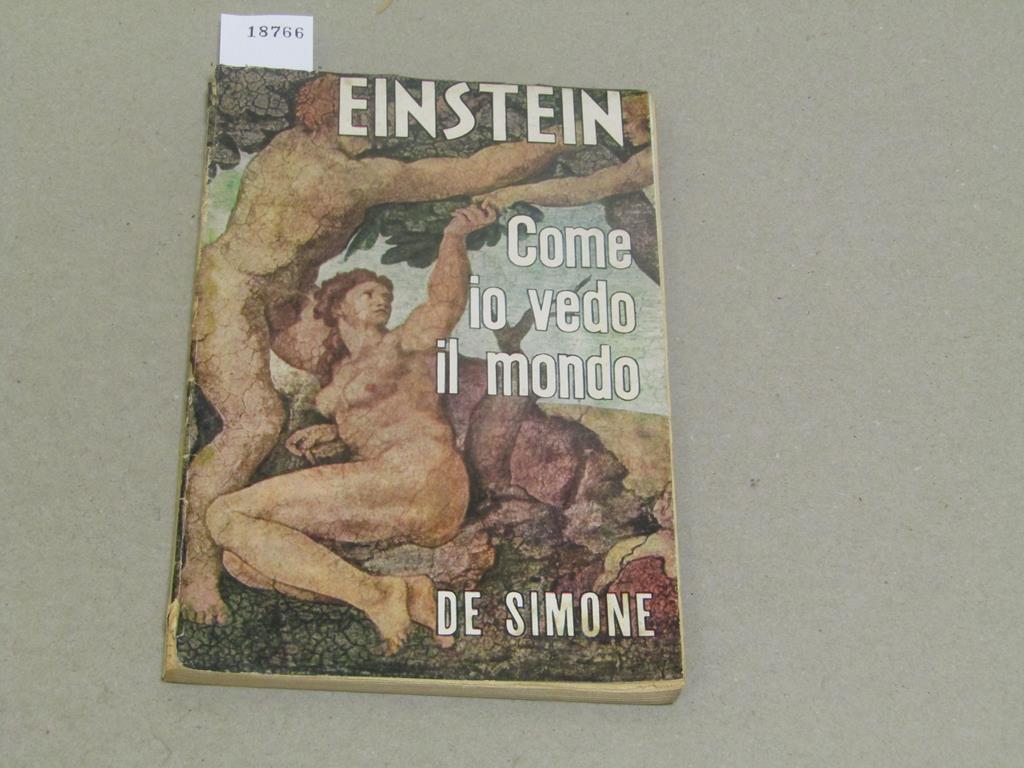 18766
EINSTEIN
Come
io vedo
il mondo
DE SIMONE